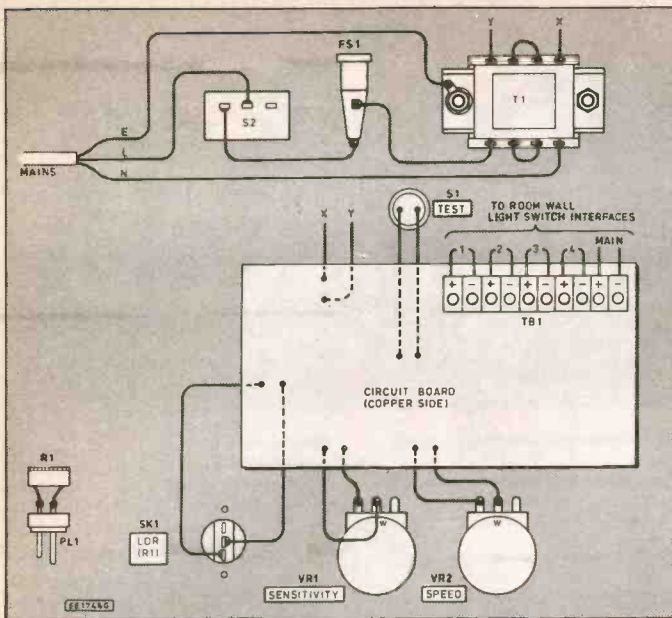 FS1
Y X
T1
S2
E
L
N
MAINS
S1
TEST
TO ROOM WALL
LIGHT SWITCH INTERFACES
MAIN
1 2 3 4
+ - + - + - + - + -
TB1
X Y
CIRCUIT BOARD
(COPPER SIDE)
R1
PL1
SK1
LDR
(R1)
W
W
VR1
SENSITIVITY
VR2
SPEED
EE1744G